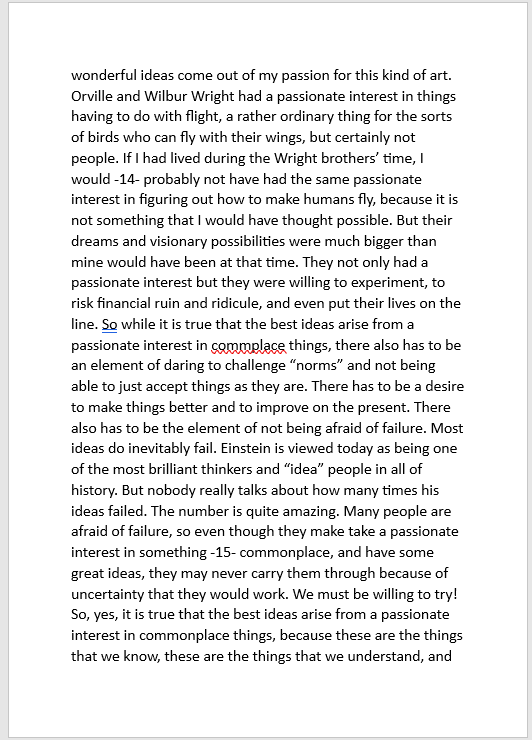 wonderful ideas come out of my passion for this kind of art.
Orville and Wilbur Wright had a passionate interest in things
having to do with flight, a rather ordinary thing for the sorts
of birds who can fly with their wings, but certainly not
people. If I had lived during the Wright brothers’ time, I
would -14- probably not have had the same passionate
interest in figuring out how to make humans fly, because it is
not something that I would have thought possible. But their
dreams and visionary possibilities were much bigger than
mine would have been at that time. They not only had a
passionate interest but they were willing to experiment, to
risk financial ruin and ridicule, and even put their lives on the
line. So while it is true that the best ideas arise from a
passionate interest in commplace things, there also has to be
an element of daring to challenge “norms” and not being
able to just accept things as they are. There has to be a desire
to make things better and to improve on the present. There
also has to be the element of not being afraid of failure. Most
ideas do inevitably fail. Einstein is viewed today as being one
of the most brilliant thinkers and “idea” people in all of
history. But nobody really talks about how many times his
ideas failed. The number is quite amazing. Many people are
afraid of failure, so even though they make take a passionate
interest in something -15- commonplace, and have some
great ideas, they may never carry them through because of
uncertainty that they would work. We must be willing to try!
So, yes, it is true that the best ideas arise from a passionate
interest in commonplace things, because these are the things
that we know, these are the things that we understand, and